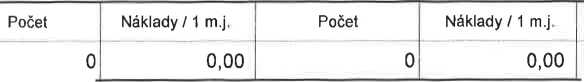 Počet Náklady / 1 m.j. Počet Náklady / 1 m.j.
0 0,00 0 0,00